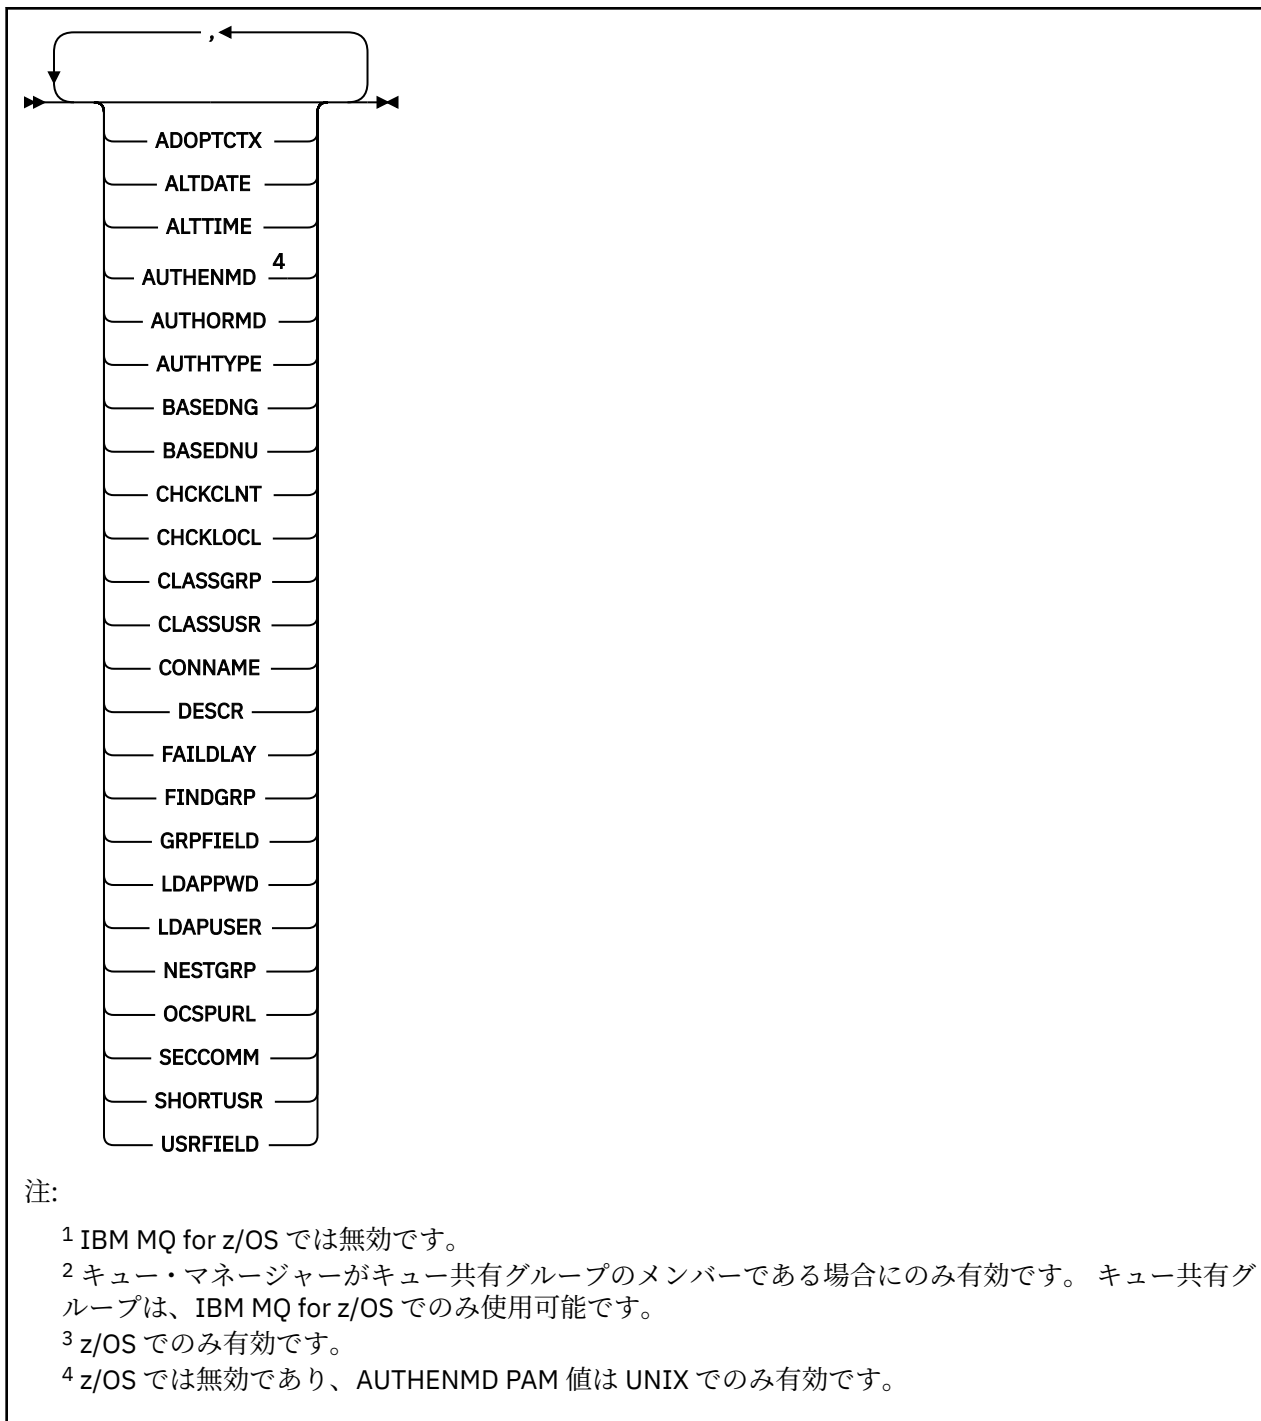 ,
ADOPTCTX
ALTDATE
ALTTIME
AUTHENMD 4
AUTHORMD
AUTHTYPE
BASEDNG
BASEDNU
CHCKCLNT
CHCKLOCL
CLASSGRP
CLASSUSR
CONNAME
DESCR
FAILDLAY
FINDGRP
GRPFIELD
LDAPPWD
LDAPUSER
NESTGRP
OCSPURL
SECCOMM
SHORTUSR
USRFIELD
注:
1 IBM MQ for z/OS では無効です。
2 キュー・マネージャーがキュー共有グループのメンバーである場合にのみ有効です。 キュー共有グ
ループは、IBM MQ for z/OS でのみ使用可能です。
3 z/OS でのみ有効です。
4 z/OS では無効であり、AUTHENMD PAM 値は UNIX でのみ有効です。